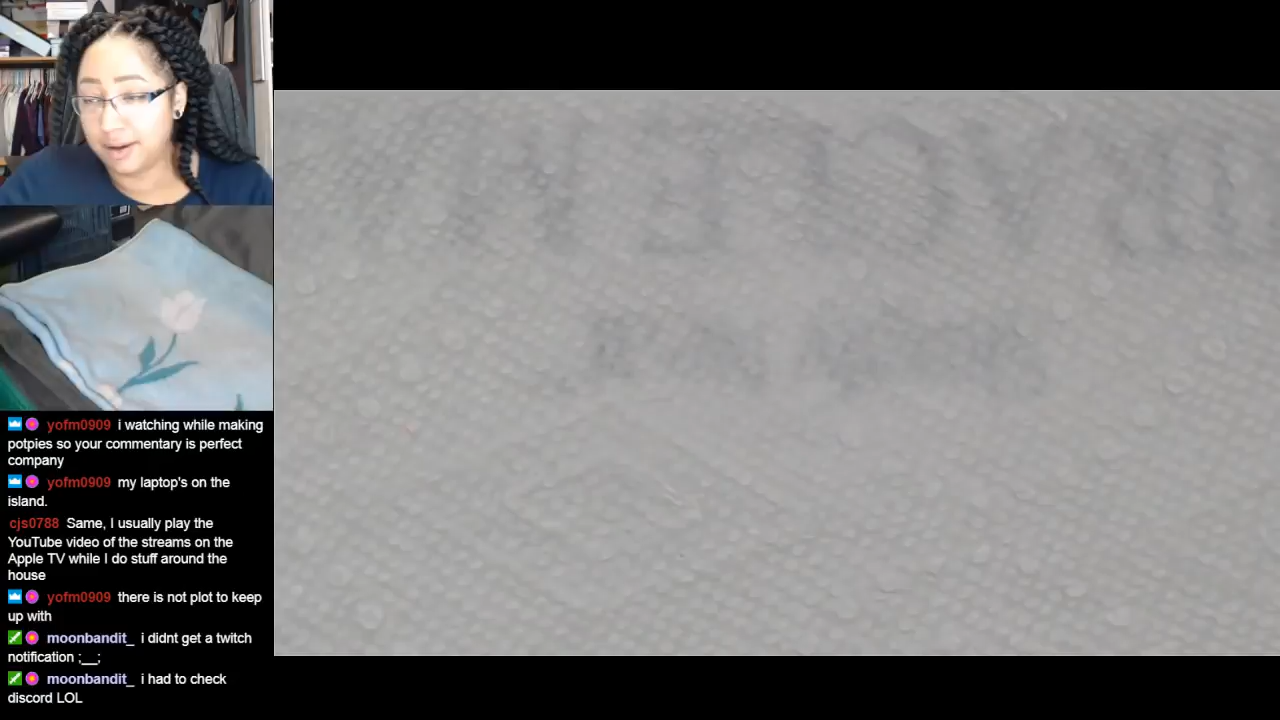 yofm0909 i watching while making
potpies so your commentary is perfect
company
yofm0909 my laptop's on the
island.
cjs0788 Same, I usually play the
YouTube video of the streams on the
Apple TV while I do stuff around the
house
yofm0909 there is not plot to keep
up with
moonbandit_ i didnt get a twitch
notification ;__;
moonbandit_ i had to check
discord LOL